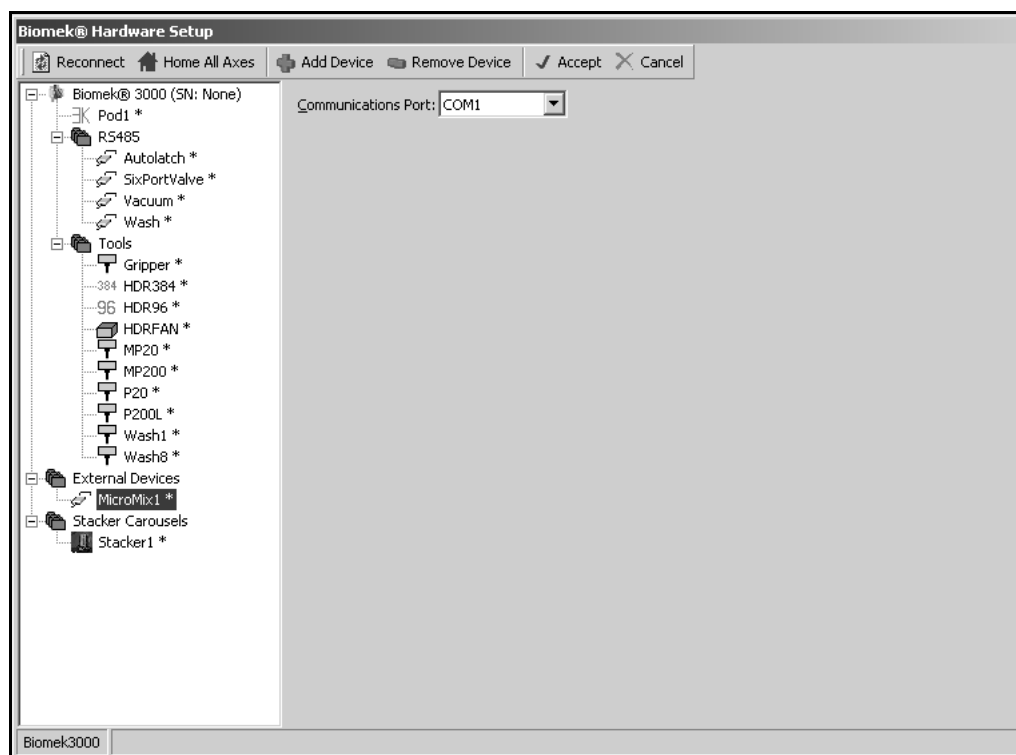 Biomek® Hardware Setup
Reconnect Home All Axes Add Device Remove Device Accept Cancel
Biomek® 3000 (SN: None)
Communications Port: COM1
Pod1 *
RS485
Autolatch *
SixPortValve *
Vacuum *
Wash *
Tools
Gripper *
384 HDR384 *
96 HDR96 *
HDRFAN *
MP20 *
MP200 *
P20 *
P200L *
Wash1 *
Wash8 *
External Devices
MicroMix1 *
Stacker Carousels
Stacker1 *
Biomek3000